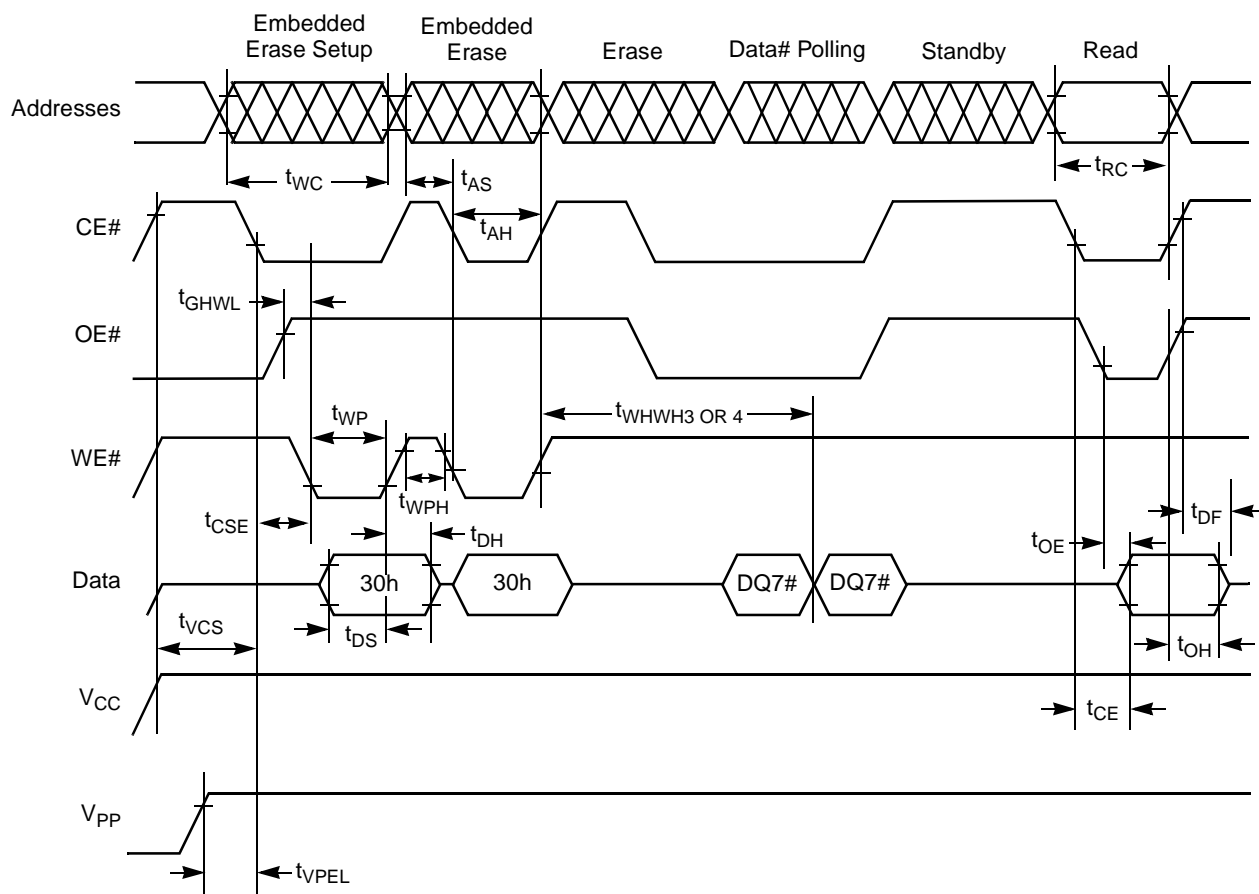 Embedded
Erase Setup
Embedded
Erase
Erase
Data# Polling
Standby
Read
Addresses
tWC
tAS
tRC
CE#
tAH
tGHWL
OE#
tWHWH3 OR 4
tWP
WE#
tWPH
tCSE
tDH
tDF
tOE
Data
30h
30h
DQ7#
DQ7#
tVCS
tDS
tOH
VCC
tCE
VPP
tVPEL